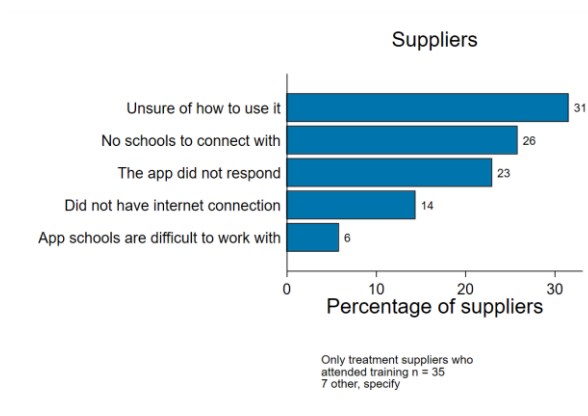 Suppliers
Unsure of how to use it 31
No schools to connect with 26
The app did not respond 23
Did not have internet connection 14
App schools are difficult to work with 6
0 10 20 30
Percentage of suppliers
Only treatment suppliers who
attended training n = 35
7 other, specify